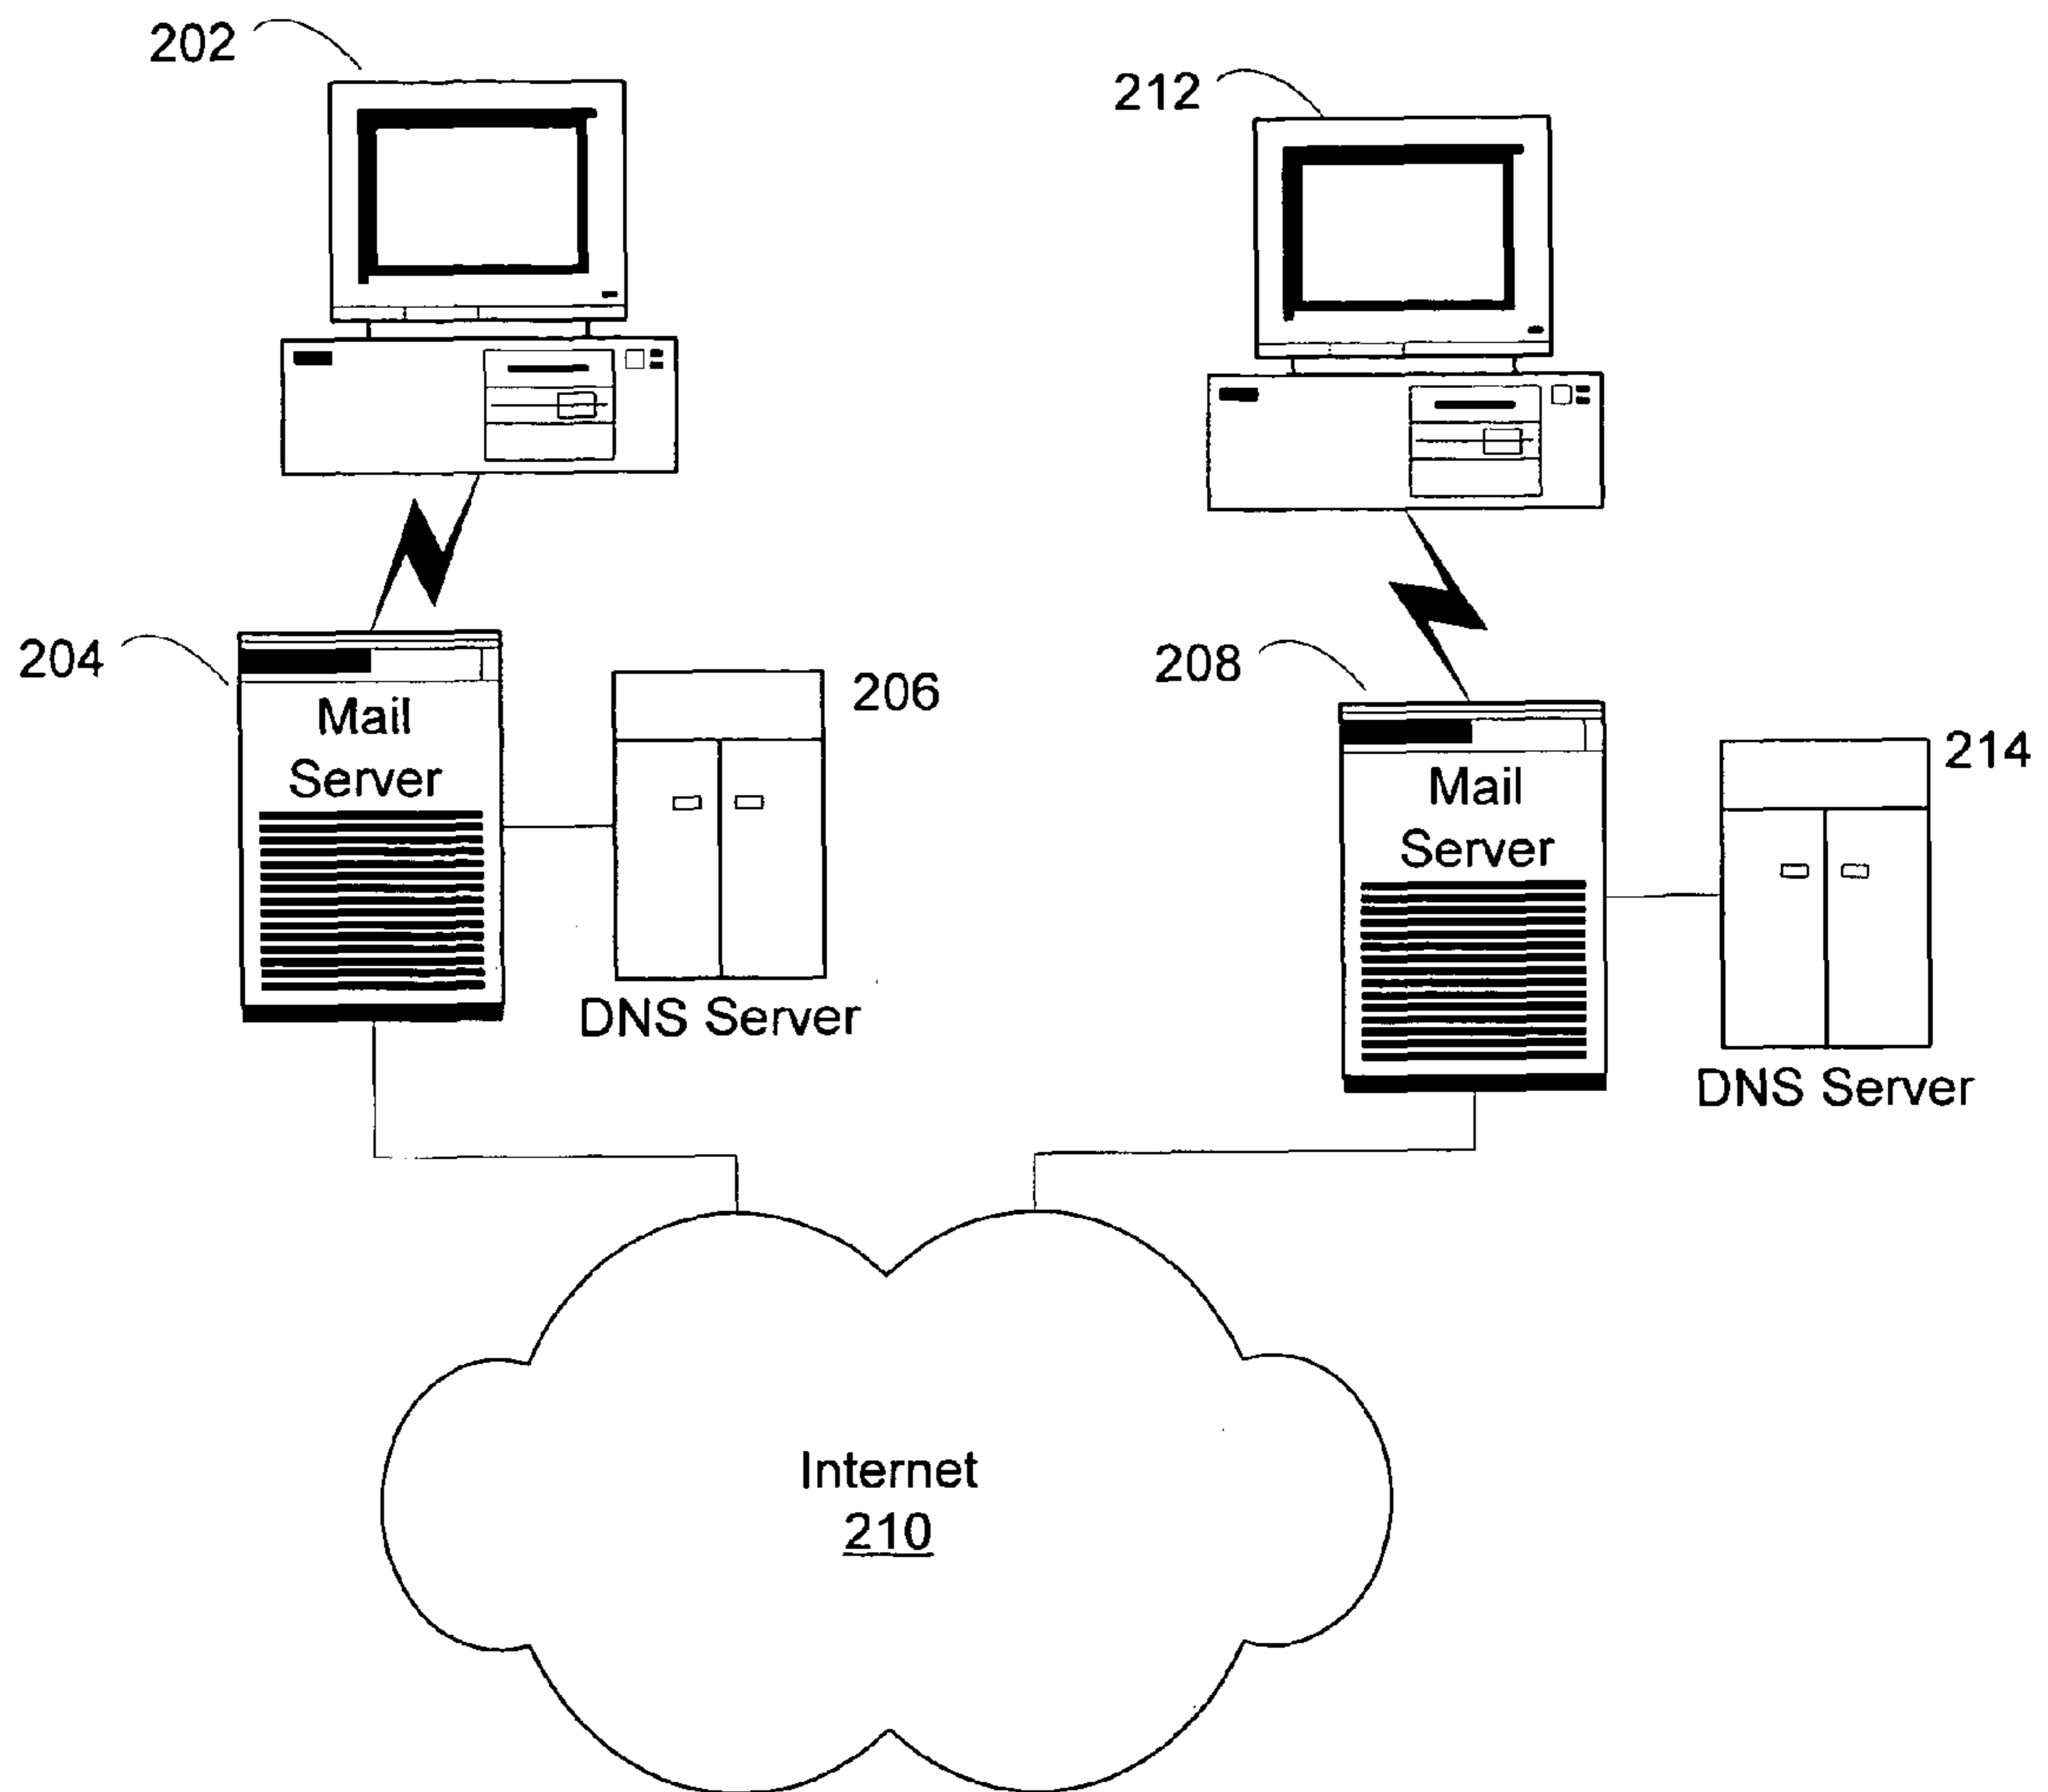 202
212
204
Mail
Server
206
DNS Server
208
Mail
Server
214
DNS Server
Internet
210